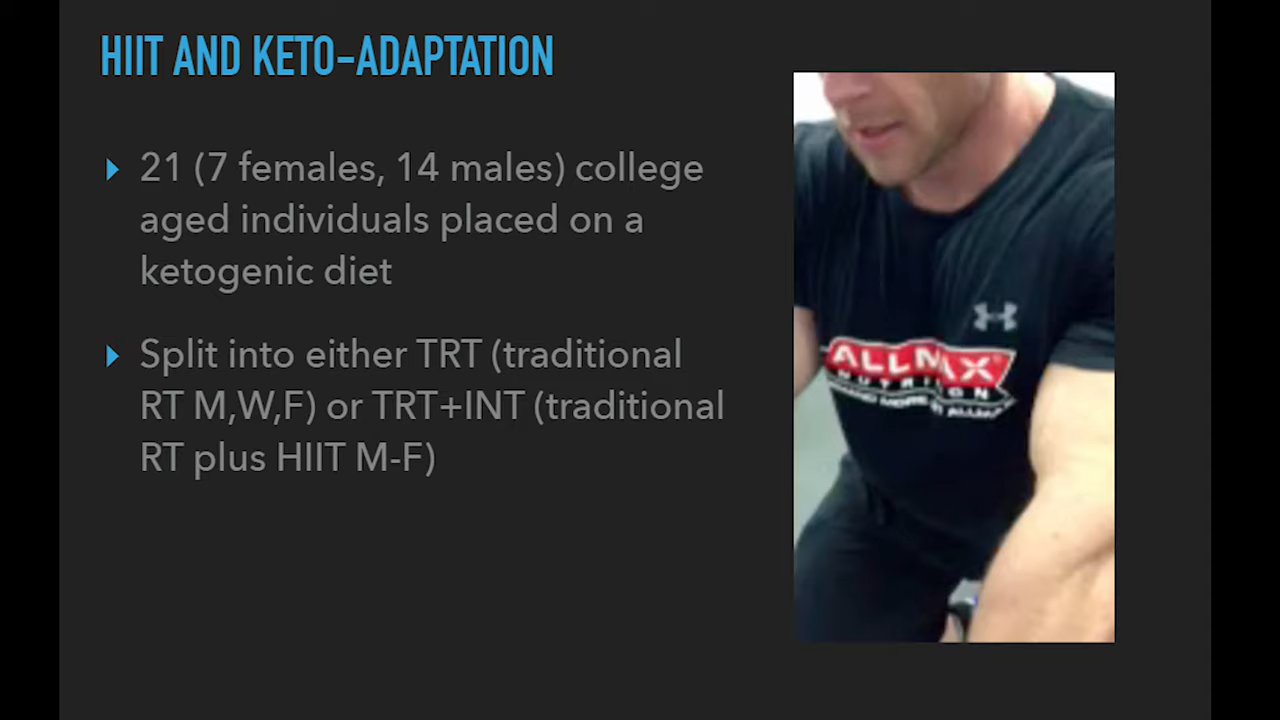 HIIT AND KETO-ADAPTATION
21 (7 females, 14 males) college
aged individuals placed on a
ketogenic diet
Split into either TRT (traditional
RT M,W,F) or TRT+INT (traditional
RT plus HIIT M-F)
ALLMAX
NUTRITION